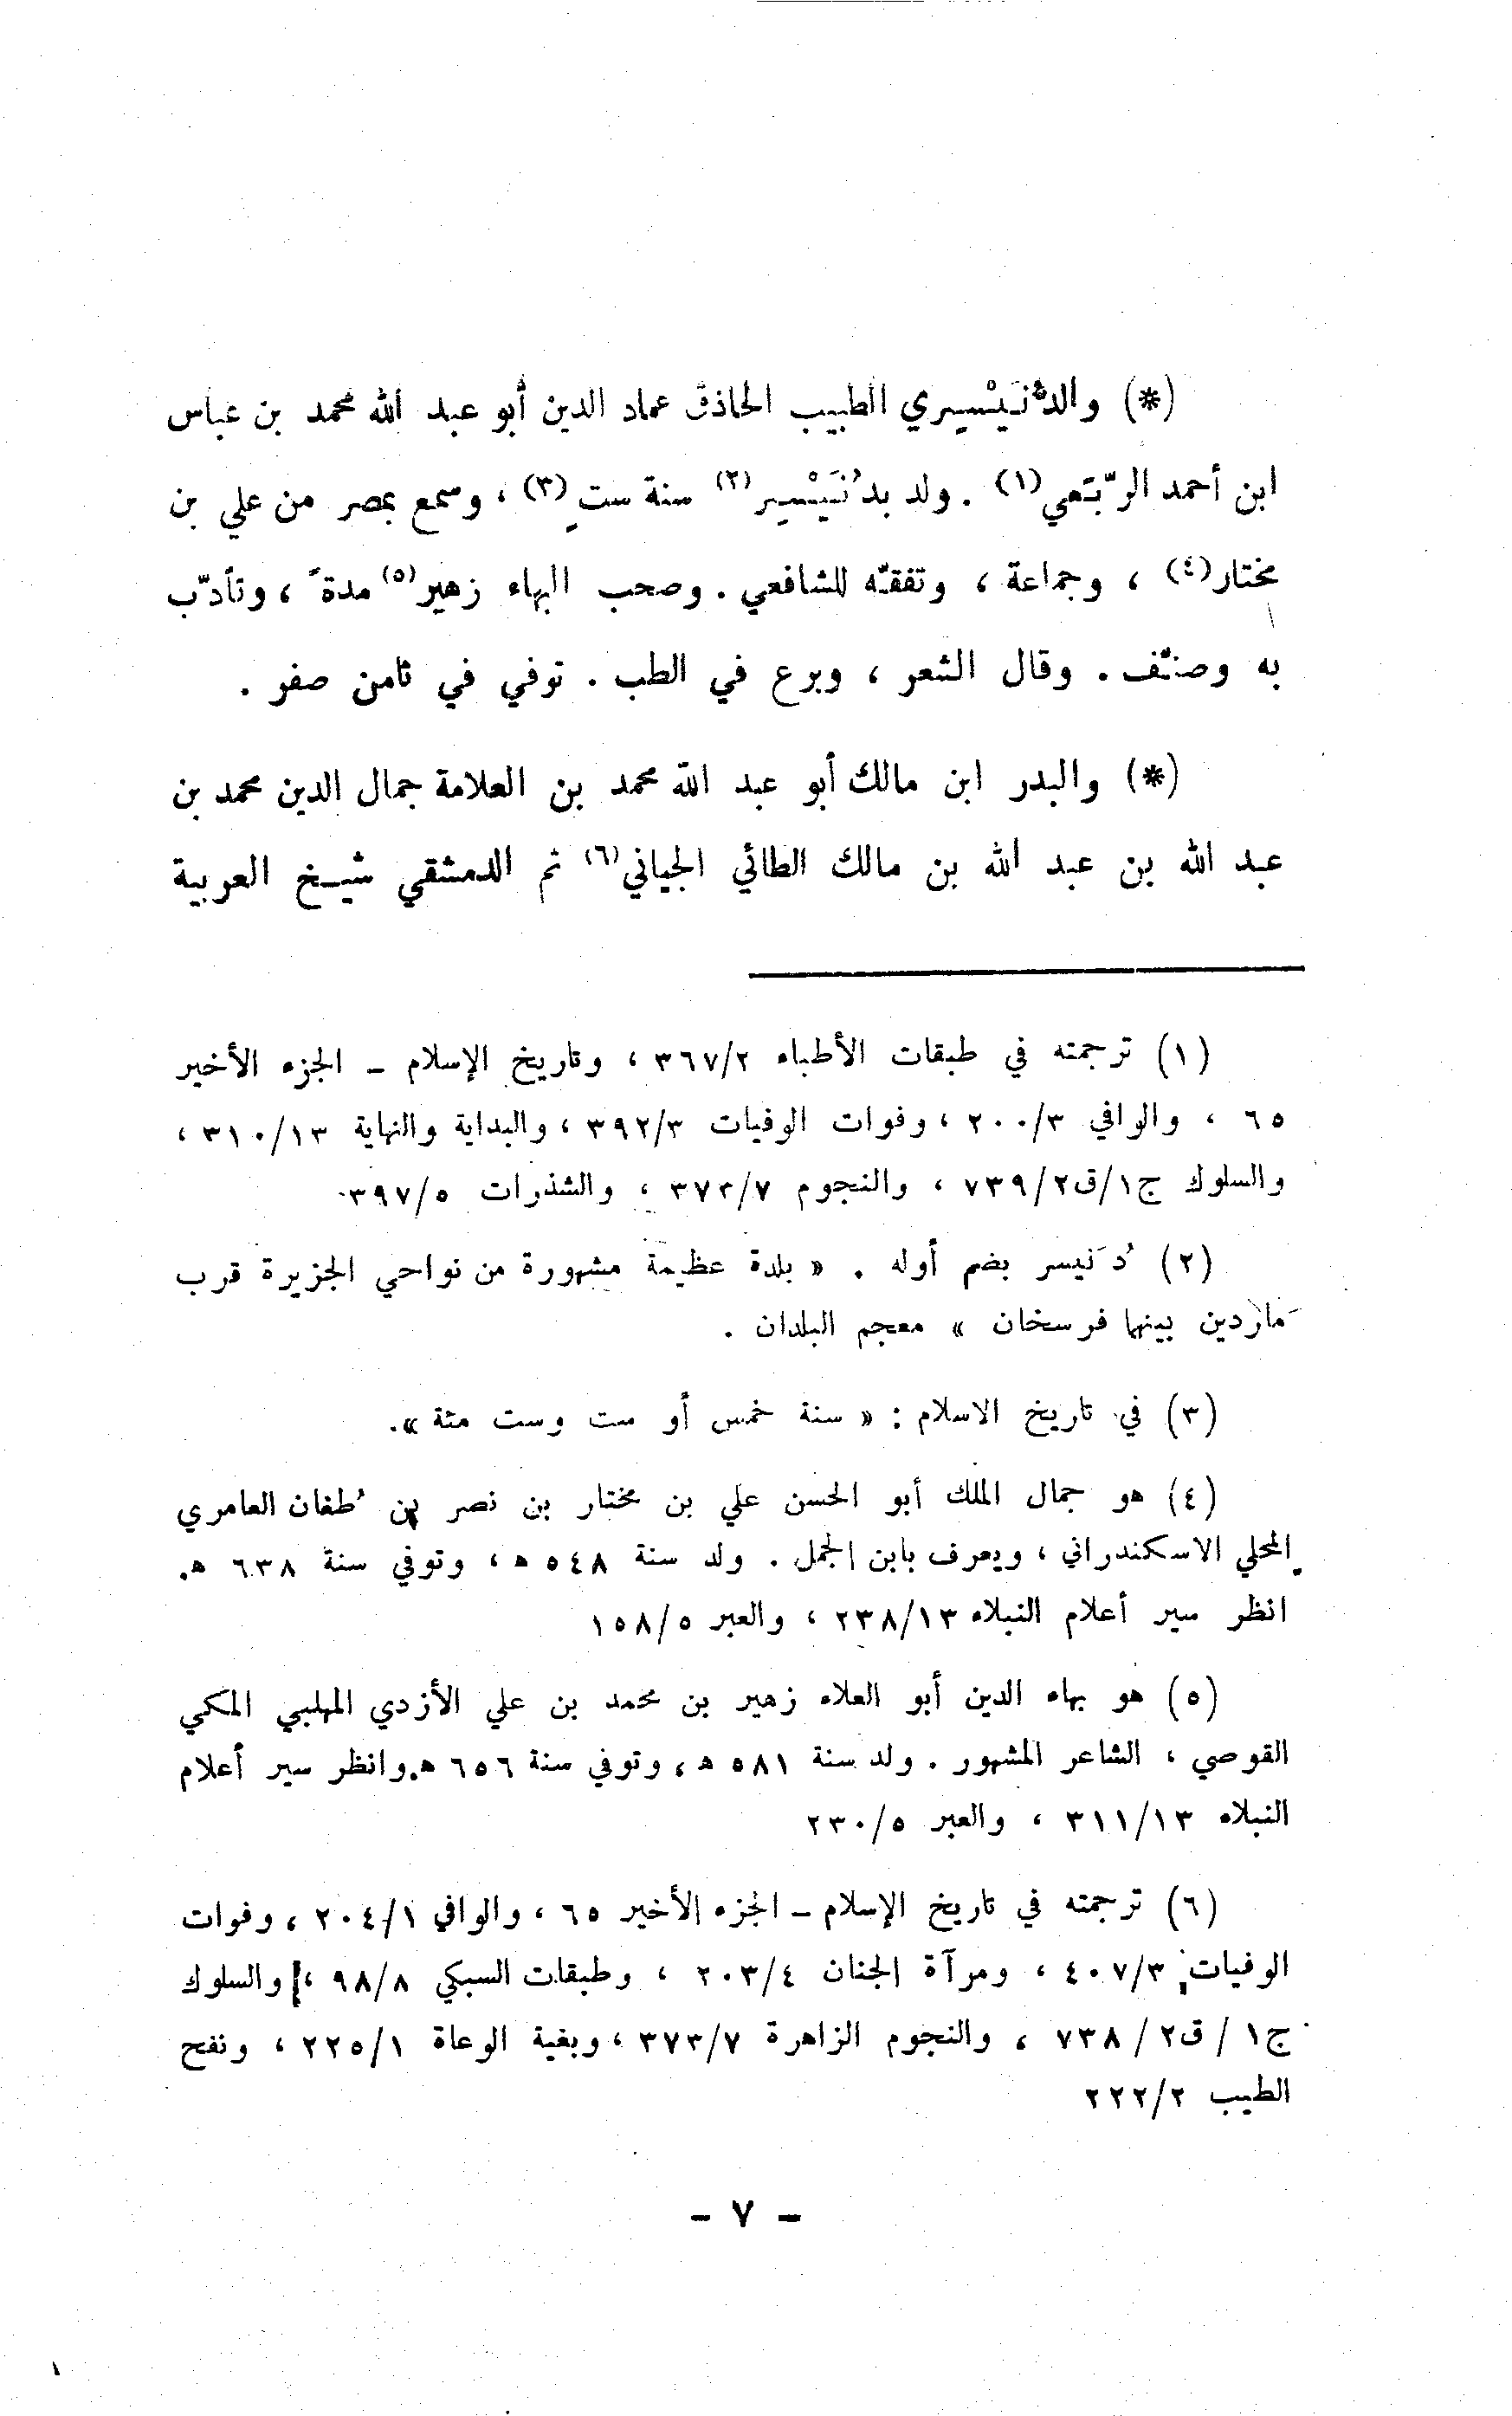 (*) والدُّنَيْسِيري الطبيب الحاذق عماد الدين أبو عبد الله محمد بن عباس
ابن أحمد الرّبَعي (١) . ولد بدُنَيْسِير (٢) سنة ستٍ (٣) ، وسمع بمصر من علي بن
مختار (٤) ، وجماعة ، وتفقّه للشافعي . وصحب البهاء زهير (٥) مدةً ، وتأدّب
به وصنّف . وقال الشعر ، وبرع في الطب . توفي في ثامن صفر .
(*) والبدر ابن مالك أبو عبد الله محمد بن العلامة جمال الدين محمد بن
عبد الله بن عبد الله بن مالك الطائي الجياني (٦) ثم الدمشقي شيخ العربية
(١) ترجمته في طبقات الأطباء ٣٦٧/٢ ، وتاريخ الإسلام – الجزء الأخير
٦٥ ، والوافي ٢٠٠/٣ ، وفوات الوفيات ٣٩٢/٣ ، والبداية والنهاية ٣١٠/١٣ ،
والسلوك ج١/ق٧٣٩/٢ ، والنجوم ٣٧٣/٧ ، والشذرات ٣٩٧/٥.
(٢) دُنَيسر بضم أوله . « بلدة عظيمة مشهورة من نواحي الجزيرة قرب
مَارْدين بينهما فرسخان » معجم البلدان .
(٣) في تاريخ الاسلام : « سنة خمس أو ست وست مئة ».
(٤) هو جمال الملك أبو الحسن علي بن مختار بن نصر بن طُغان العامري
المحلي الاسكندراني ، ويعرف بابن الجمل . ولد سنة ٥٤٨ هـ ، وتوفي سنة ٦٣٨ هـ.
انظر سير أعلام النبلاء ٢٣٨/١٣ ، والعبر ١٥٨/٥
(٥) هو بهاء الدين أبو العلاء زهير بن محمد بن علي الأزدي المهلبي المكي
القوصي ، الشاعر المشهور . ولد سنة ٥٨١ هـ ، وتوفي سنة ٦٥٦ هـ.وانظر سير أعلام
النبلاء ٣١١/١٣ ، والعبر ٢٣٠/٥
(٦) ترجمته في تاريخ الإسلام – الجزء الأخير ٦٥ ، والوافي ٢٠٤/١ ، وفوات
الوفيات ٤٠٧/٣ ، ومرآة الجنان ٢٠٣/٤ ، وطبقات السبكي ٩٨/٨ ، والسلوك
ج١ / ق٢ / ٧٣٨ ، والنجوم الزاهرة ٣٧٣/٧ ، وبغية الوعاة ٢٢٥/١ ، ونفح
الطيب ٢٢٢/٢
– ٧ –